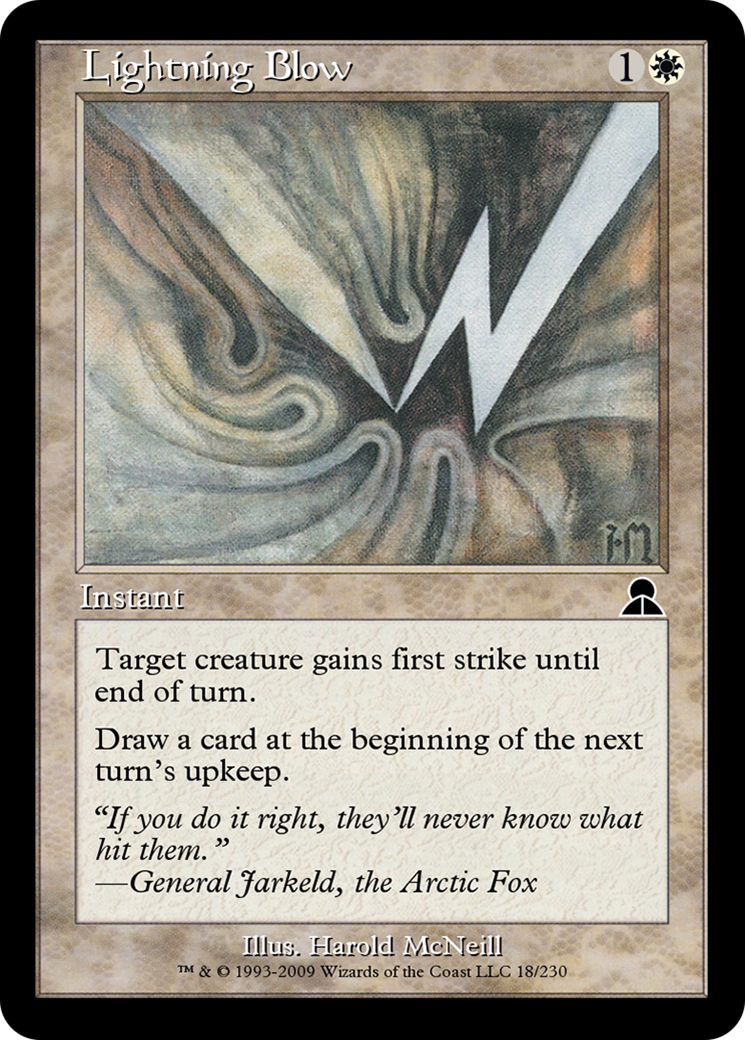 Lightning Blow 1
HM
Instant
Target creature gains first strike until
end of turn.
Draw a card at the beginning of the next
turn’s upkeep.
“If you do it right, they’ll never know what
hit them.”
—General Jarkeld, the Arctic Fox
Illus. Harold McNeill
™ & © 1993-2009 Wizards of the Coast LLC 18/230